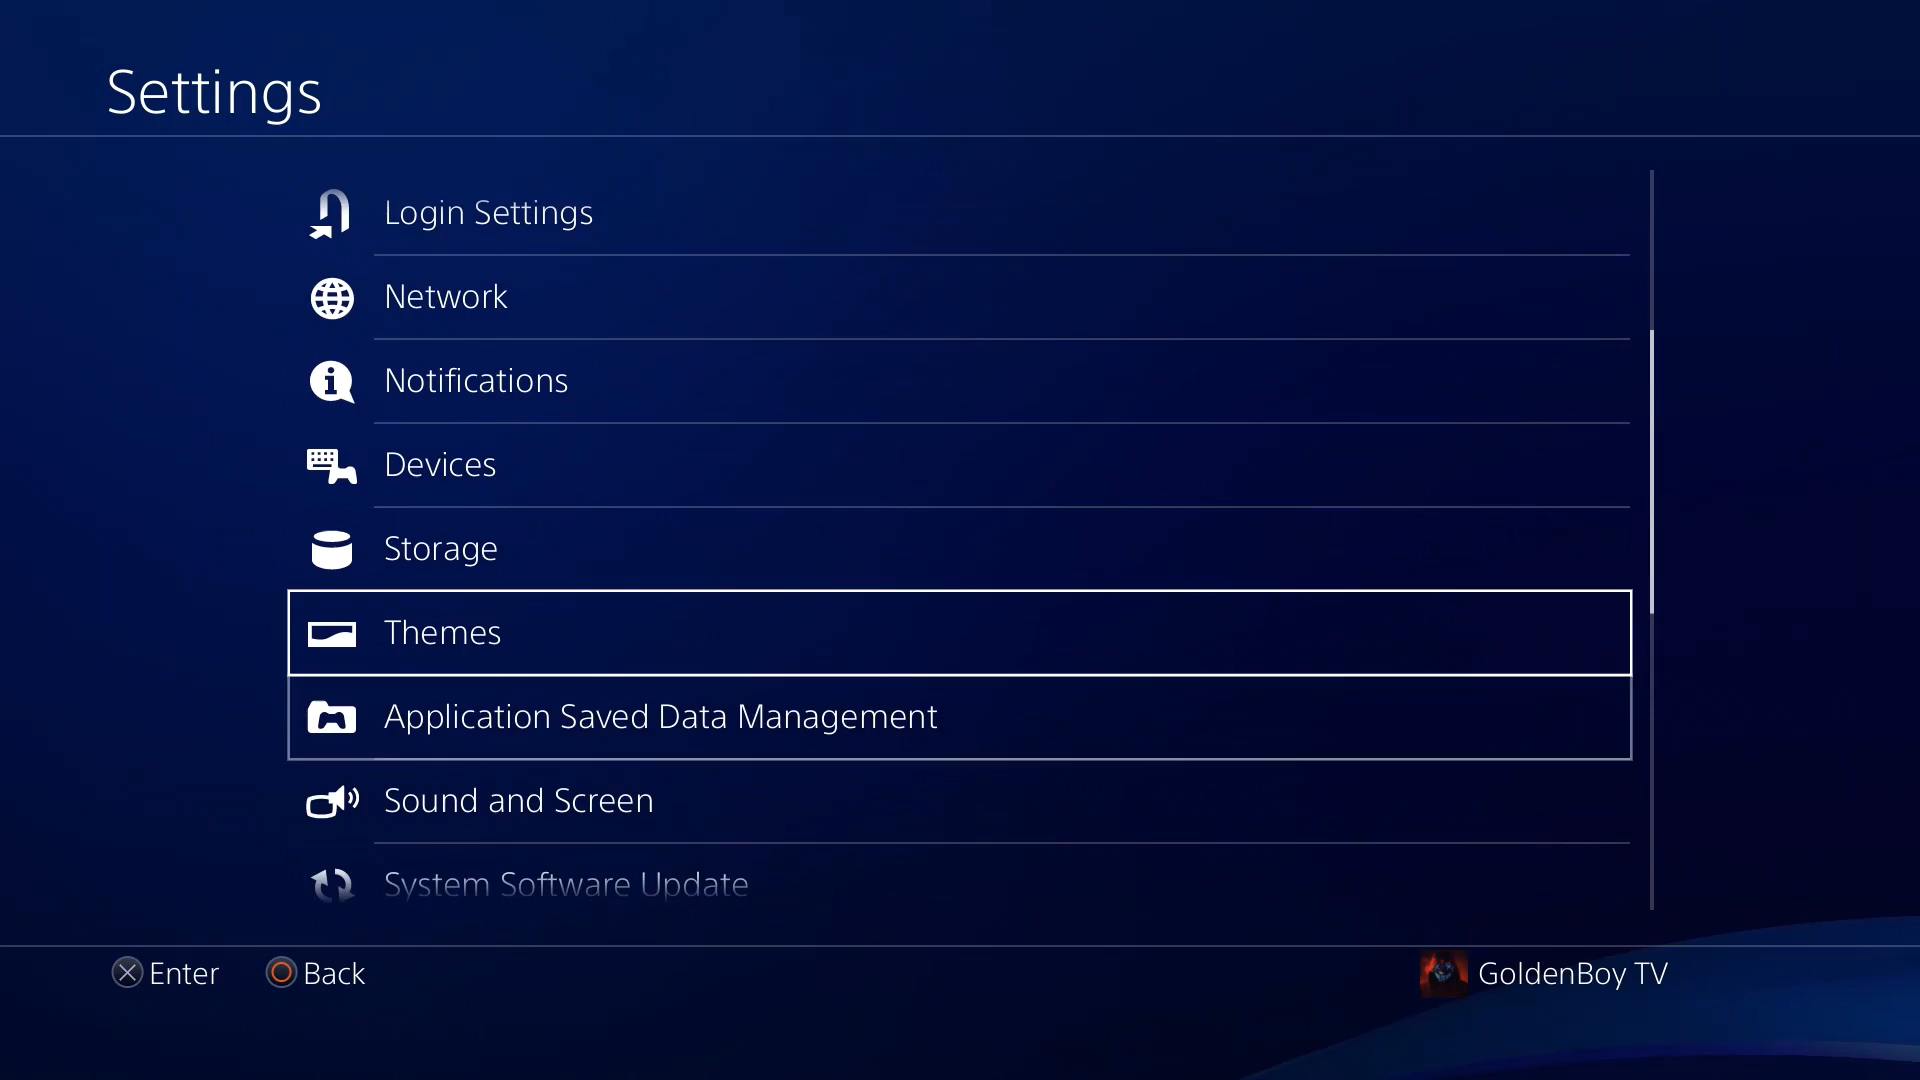 Settings
Login Settings
Network
Notifications
Devices
Storage
Themes
Application Saved Data Management
Sound and Screen
System Software Update
Enter
Back
GoldenBoy TV